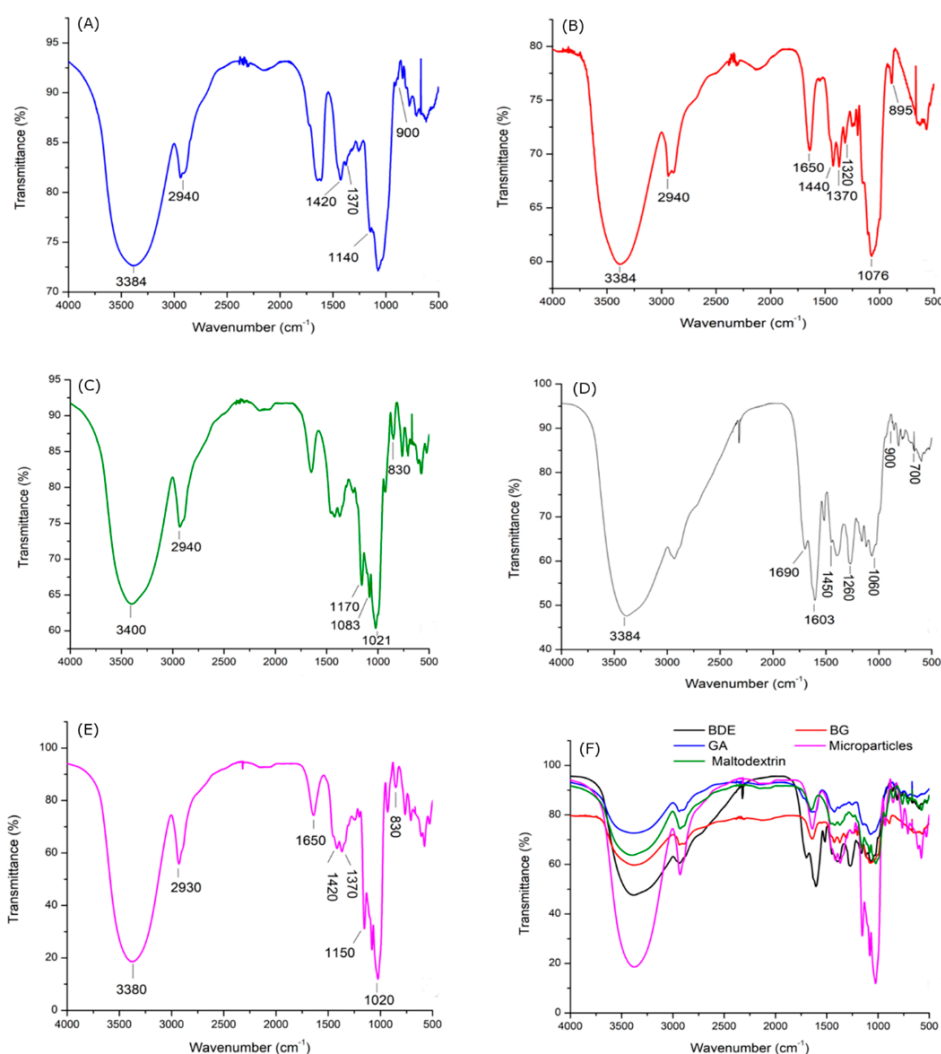 (A)
Transmittance (%)
95
90
85
80
75
70
900
2940
1420
1370
1140
3384
4000 3500 3000 2500 2000 1500 1000 500
Wavenumber (cm⁻¹)
(B)
Transmittance (%)
80
75
70
65
60
895
1650
1440
1320
1370
2940
3384
1076
4000 3500 3000 2500 2000 1500 1000 500
Wavenumber (cm⁻¹)
(C)
Transmittance (%)
95
90
85
80
75
70
65
60
830
2940
1170
1083
3400
1021
4000 3500 3000 2500 2000 1500 1000 500
Wavenumber (cm⁻¹)
(D)
Transmittance (%)
100
90
80
70
60
50
40
900
700
1690
1450
1260
1060
1603
3384
4000 3500 3000 2500 2000 1500 1000 500
Wavenumber (cm⁻¹)
(E)
Transmittance (%)
100
80
60
40
20
0
830
1650
2930
1420
1370
1150
3380
1020
4000 3500 3000 2500 2000 1500 1000 500
Wavenumber (cm⁻¹)
(F)
BDE BG
GA Microparticles
Maltodextrin
Transmittance (%)
100
80
60
40
20
0
4000 3500 3000 2500 2000 1500 1000 500
Wavenumber (cm⁻¹)